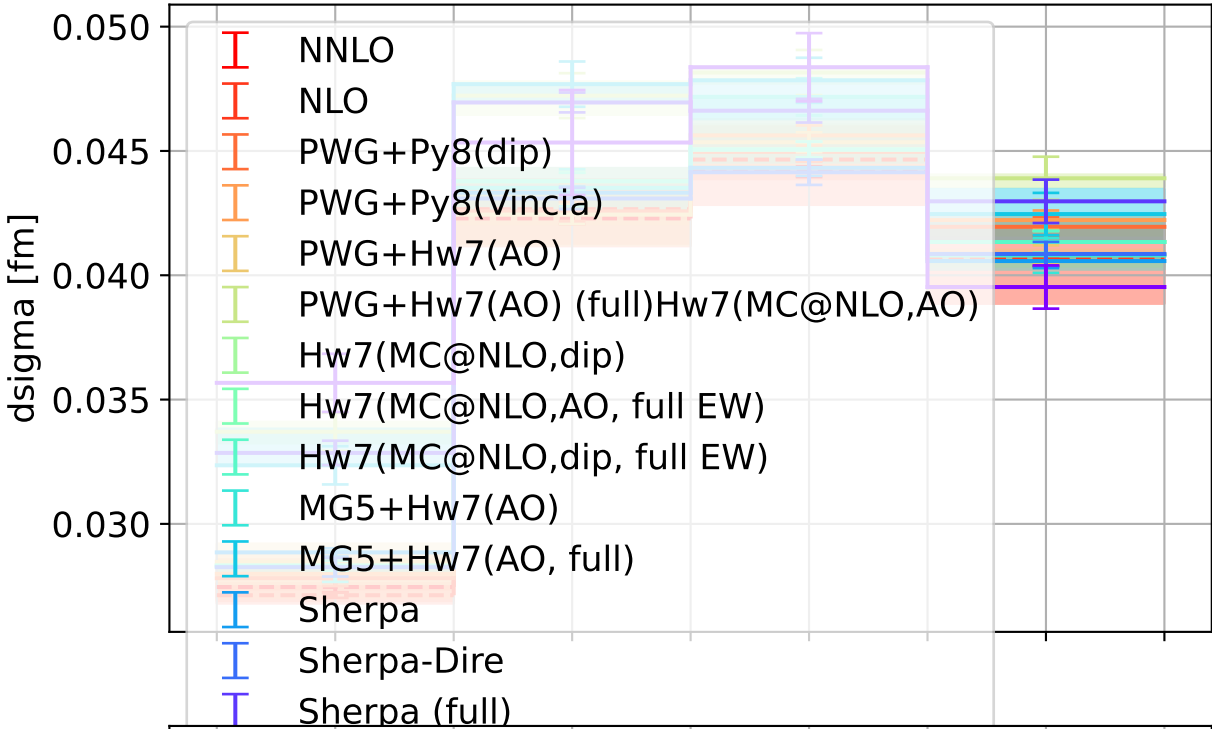 0.050
0.045
0.040
0.035
0.030
dsigma [fm]
NNLO
NLO
PWG+Py8(dip)
PWG+Py8(Vincia)
PWG+Hw7(AO)
PWG+Hw7(AO) (full)Hw7(MC@NLO,AO)
Hw7(MC@NLO,dip)
Hw7(MC@NLO,AO, full EW)
Hw7(MC@NLO,dip, full EW)
MG5+Hw7(AO)
MG5+Hw7(AO, full)
Sherpa
Sherpa-Dire
Sherpa (full)